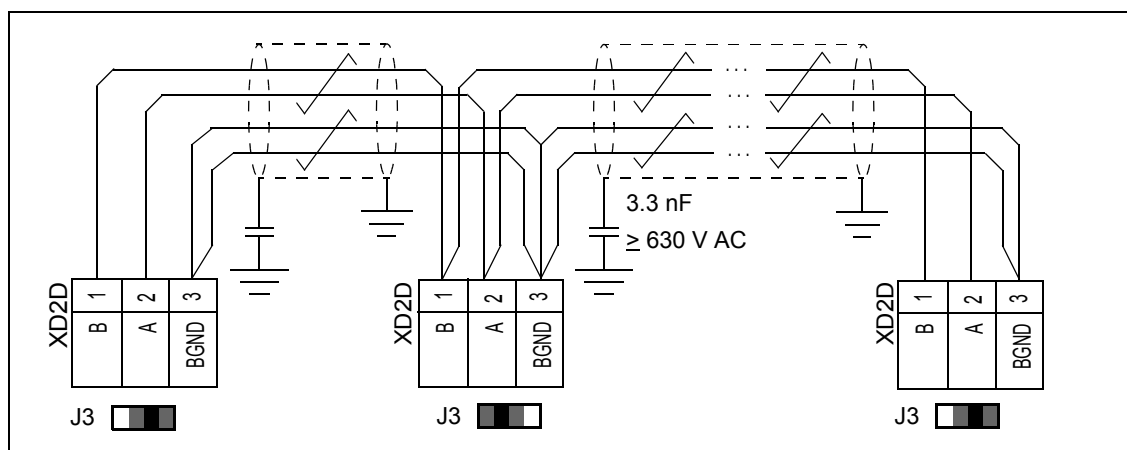 ... ...
... ...
... ...
... ...
3.3 nF
≥ 630 V AC
XD2D 1 2 3
B A BGND
XD2D 1 2 3
B A BGND
XD2D 1 2 3
B A BGND
J3
J3
J3